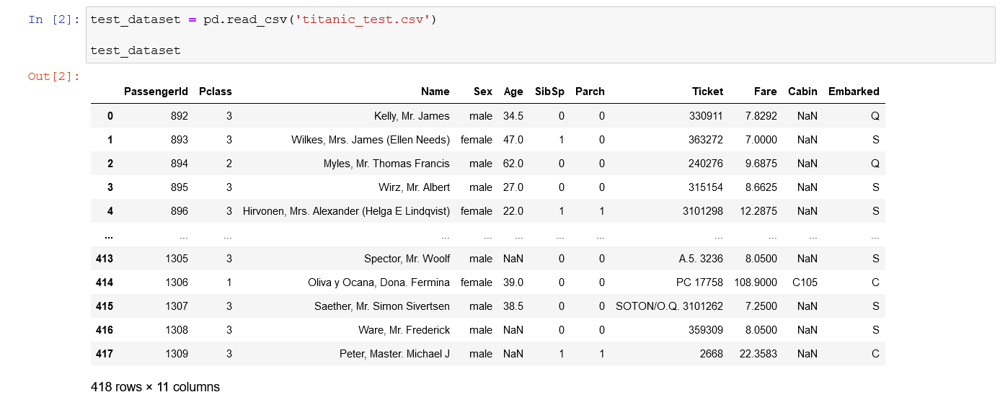 In [2]: test_dataset = pd.read_csv('titanic_test.csv')
test_dataset
Out[2]:
PassengerId Pclass Name Sex Age SibSp Parch Ticket Fare Cabin Embarked
0 892 3 Kelly, Mr. James male 34.5 0 0 330911 7.8292 NaN Q
1 893 3 Wilkes, Mrs. James (Ellen Needs) female 47.0 1 0 363272 7.0000 NaN S
2 894 2 Myles, Mr. Thomas Francis male 62.0 0 0 240276 9.6875 NaN Q
3 895 3 Wirz, Mr. Albert male 27.0 0 0 315154 8.6625 NaN S
4 896 3 Hirvonen, Mrs. Alexander (Helga E Lindqvist) female 22.0 1 1 3101298 12.2875 NaN S
... ... ... ... ... ... ... ... ... ... ... ...
413 1305 3 Spector, Mr. Woolf male NaN 0 0 A.5. 3236 8.0500 NaN S
414 1306 1 Oliva y Ocana, Dona. Fermina female 39.0 0 0 PC 17758 108.9000 C105 C
415 1307 3 Saether, Mr. Simon Sivertsen male 38.5 0 0 SOTON/O.Q. 3101262 7.2500 NaN S
416 1308 3 Ware, Mr. Frederick male NaN 0 0 359309 8.0500 NaN S
417 1309 3 Peter, Master. Michael J male NaN 1 1 2668 22.3583 NaN C
418 rows × 11 columns